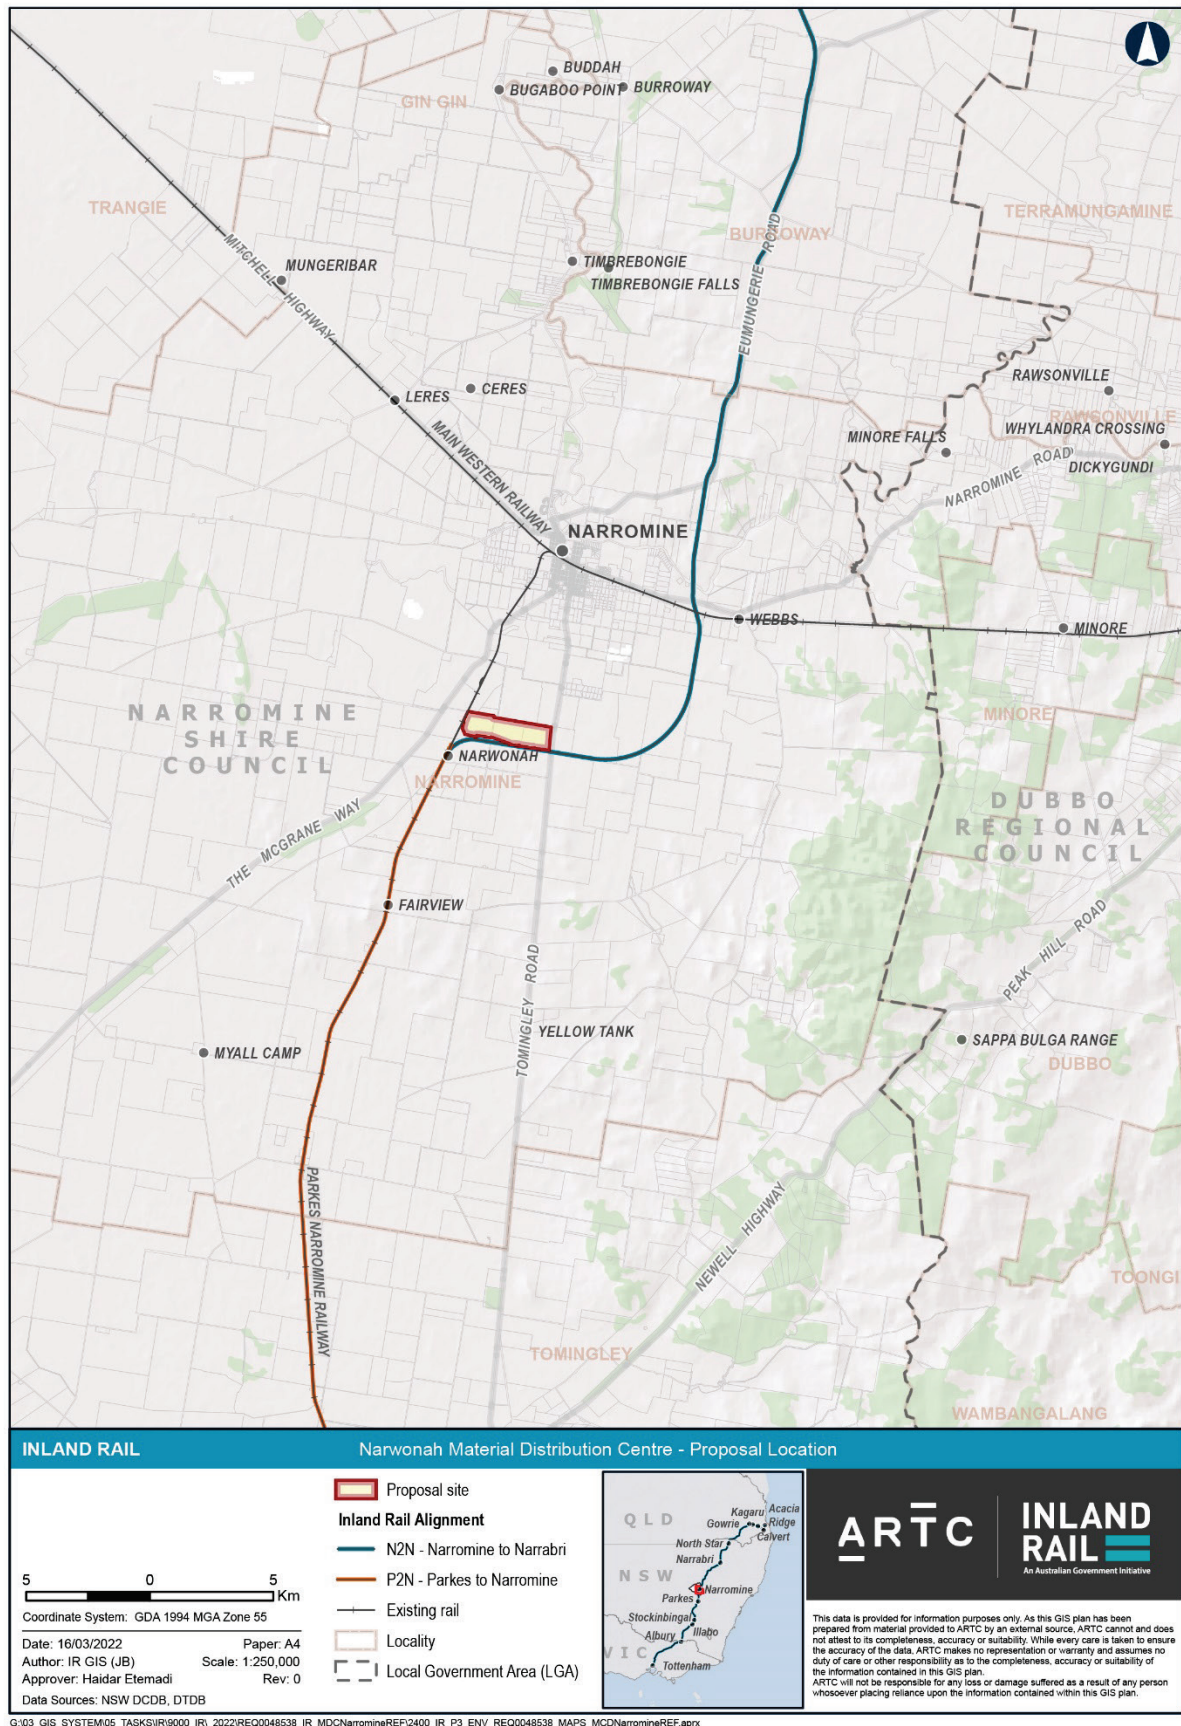 BUDDAH
BUGABOO POINT
BURROWAY
GIN GIN
TRANGIE
TERRAMUNGAMINE
BURROWAY
EUMUNGERIE ROAD
MITCHELL HIGHWAY
MUNGERIBAR
TIMBREBONGIE
TIMBREBONGIE FALLS
LERES
CERES
RAWSONVILLE
RAWSONVILLE
WHYLANDRA CROSSING
MINORE FALLS
DICKYGUNDI
NARROMINE ROAD
MAIN WESTERN RAILWAY
NARROMINE
WEBBS
MINORE
MINORE
NARROMINE
SHIRE
COUNCIL
NARWONAH
NARROMINE
DUBBO
REGIONAL
COUNCIL
THE MCGRANE WAY
FAIRVIEW
PEAK HILL ROAD
TOMINGLEY ROAD
YELLOW TANK
MYALL CAMP
SAPPA BULGA RANGE
DUBBO
PARKES NARROMINE RAILWAY
NEWELL HIGHWAY
TOONGI
TOMINGLEY
WAMBANGALANG
INLAND RAIL
Narwonah Material Distribution Centre - Proposal Location
5 0 5 Km
Coordinate System: GDA 1994 MGA Zone 55
Date: 16/03/2022 Paper: A4
Author: IR GIS (JB) Scale: 1:250,000
Approver: Haidar Etemadi Rev: 0
Data Sources: NSW DCDB, DTDB
Proposal site
Inland Rail Alignment
N2N - Narromine to Narrabri
P2N - Parkes to Narromine
Existing rail
Locality
Local Government Area (LGA)
QLD
NSW
VIC
Kagaru
Acacia
Ridge
Gowrie
Calvert
North Star
Narrabri
Narromine
Parkes
Stockinbingal
Illabo
Albury
Tottenham
ARTC
INLAND
RAIL
An Australian Government Initiative
This data is provided for information purposes only. As this GIS plan has been
prepared from material provided to ARTC by an external source, ARTC cannot and does
not attest to its completeness, accuracy or suitability. While every care is taken to ensure
the accuracy of the data, ARTC makes no representation or warranty and assumes no
duty of care or other responsibility as to the completeness, accuracy or suitability of
the information contained in this GIS plan.
ARTC will not be responsible for any loss or damage suffered as a result of any person
whosoever placing reliance upon the information contained within this GIS plan.
G:\03_GIS_SYSTEM\05_TASKS\IR\9000_IR\_2022\REQ0048538_IR_MDCNarromineREF\2400_IR_P3_ENV_REQ0048538_MAPS_MCDNarromineREF.aprx